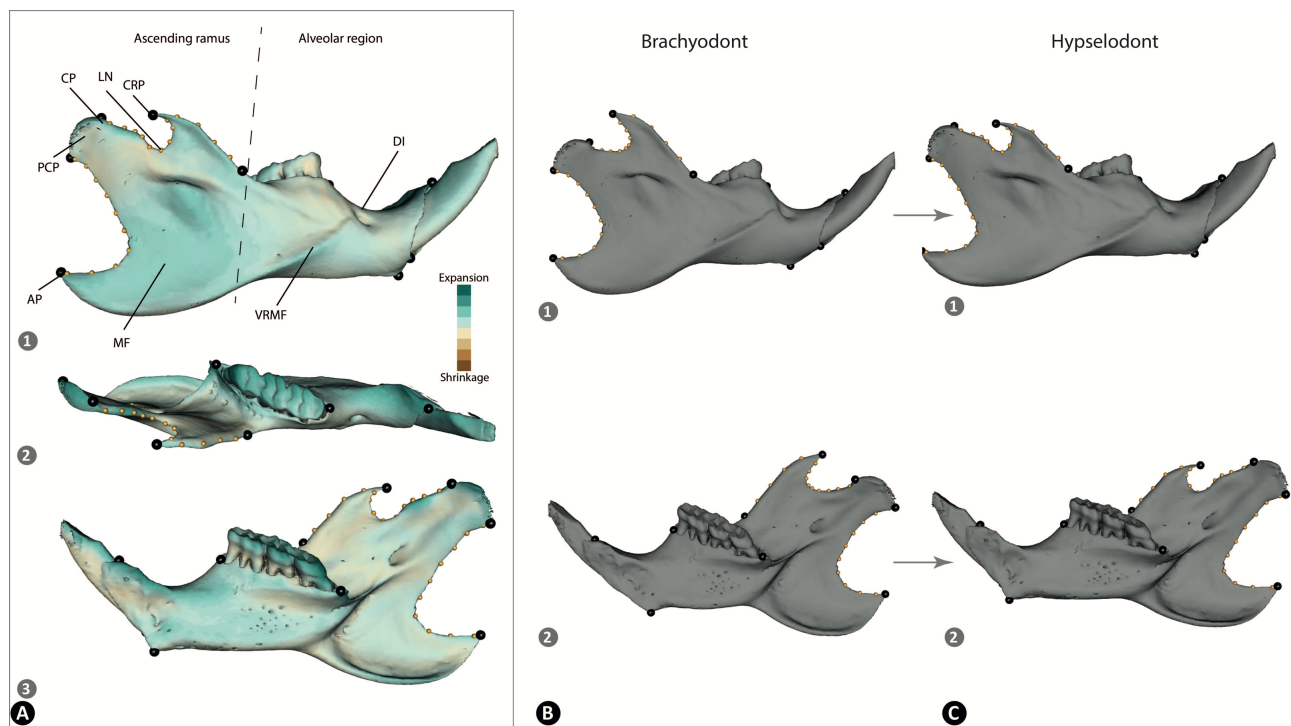 Ascending ramus
Alveolar region
CP
LN
CRP
DI
PCP
AP
MF
VRMF
Expansion
Shrinkage
1
2
3
A
Brachyodont
1
2
B
Hypselodont
1
2
C